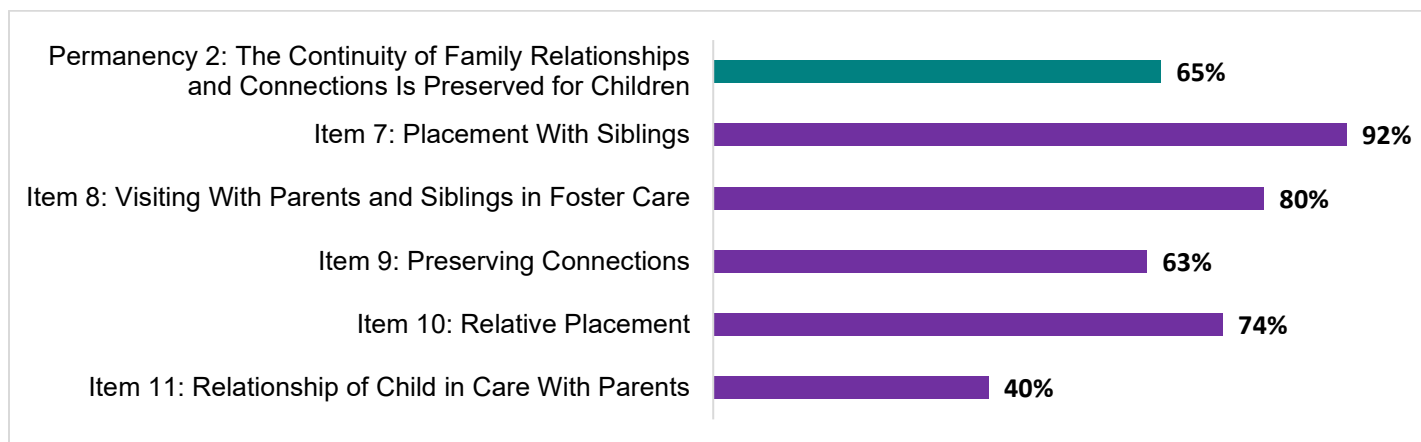 Permanency 2: The Continuity of Family Relationships
and Connections Is Preserved for Children
65%
Item 7: Placement With Siblings
92%
Item 8: Visiting With Parents and Siblings in Foster Care
80%
Item 9: Preserving Connections
63%
Item 10: Relative Placement
74%
Item 11: Relationship of Child in Care With Parents
40%